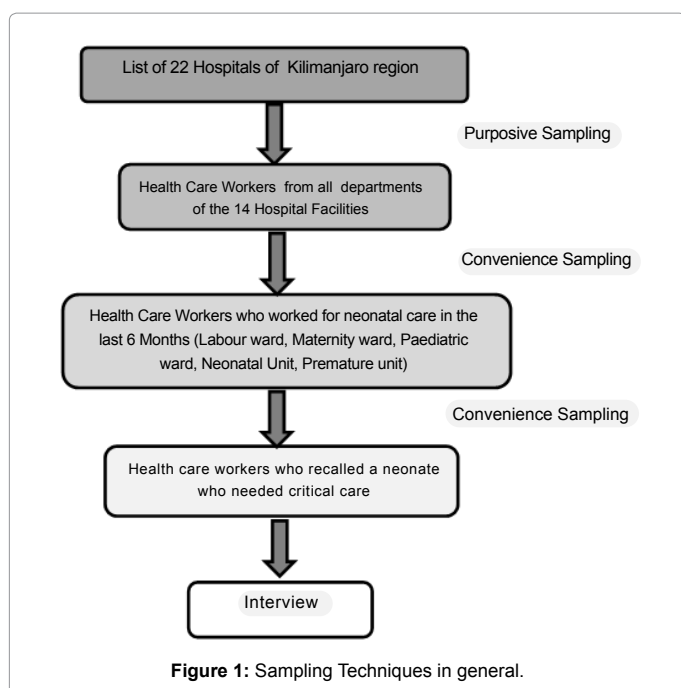 List of 22 Hospitals of Kilimanjaro region
Purposive Sampling
Health Care Workers from all departments
of the 14 Hospital Facilities
Convenience Sampling
Health Care Workers who worked for neonatal care in the
last 6 Months (Labour ward, Maternity ward, Paediatric
ward, Neonatal Unit, Premature unit)
Convenience Sampling
Health care workers who recalled a neonate
who needed critical care
Interview
Figure 1: Sampling Techniques in general.